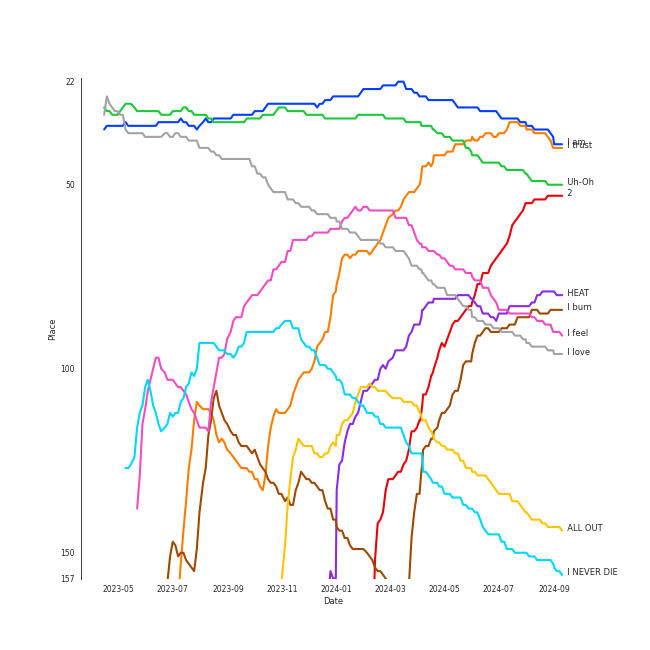 22
50
100
150
157
Place
I am
I trust
Uh-Oh
2
HEAT
I burn
I feel
I love
ALL OUT
I NEVER DIE
2023-05 2023-07 2023-09 2023-11 2024-01 2024-03 2024-05 2024-07 2024-09
Date